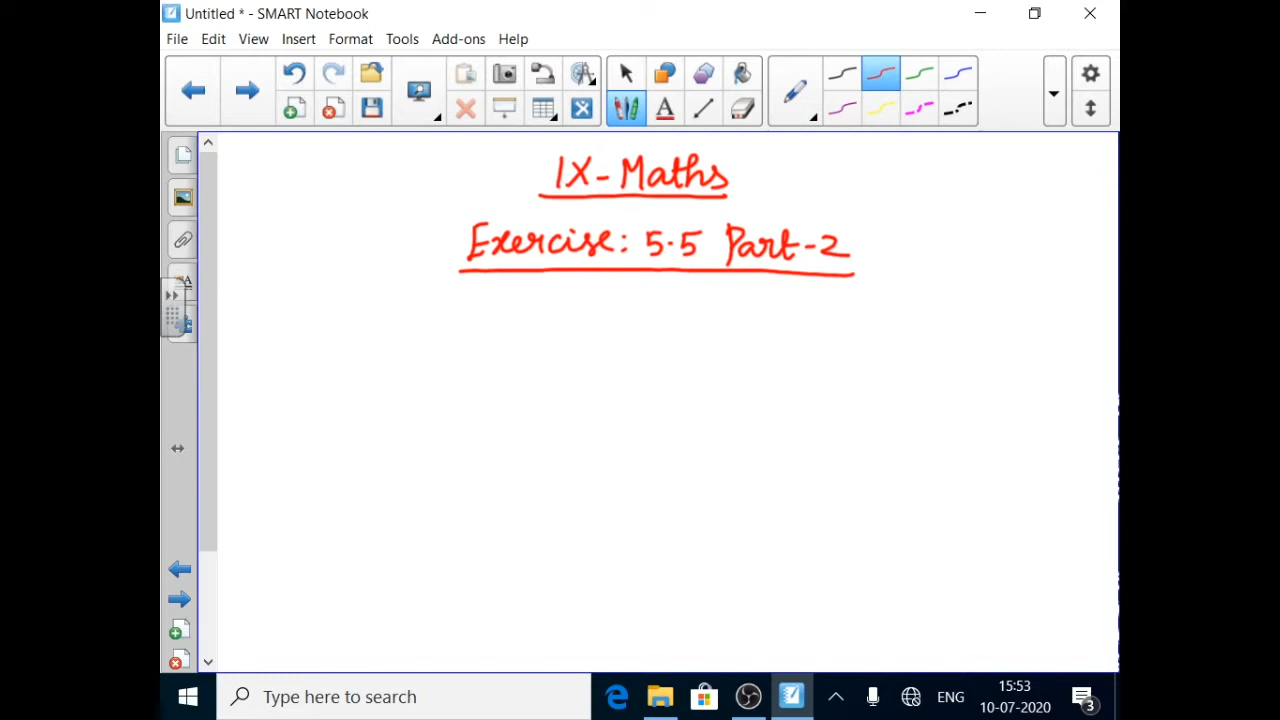 Untitled * - SMART Notebook
File Edit View Insert Format Tools Add-ons Help
IX - Maths
Exercise: 5.5 Part-2
Type here to search
ENG
15:53
10-07-2020
3